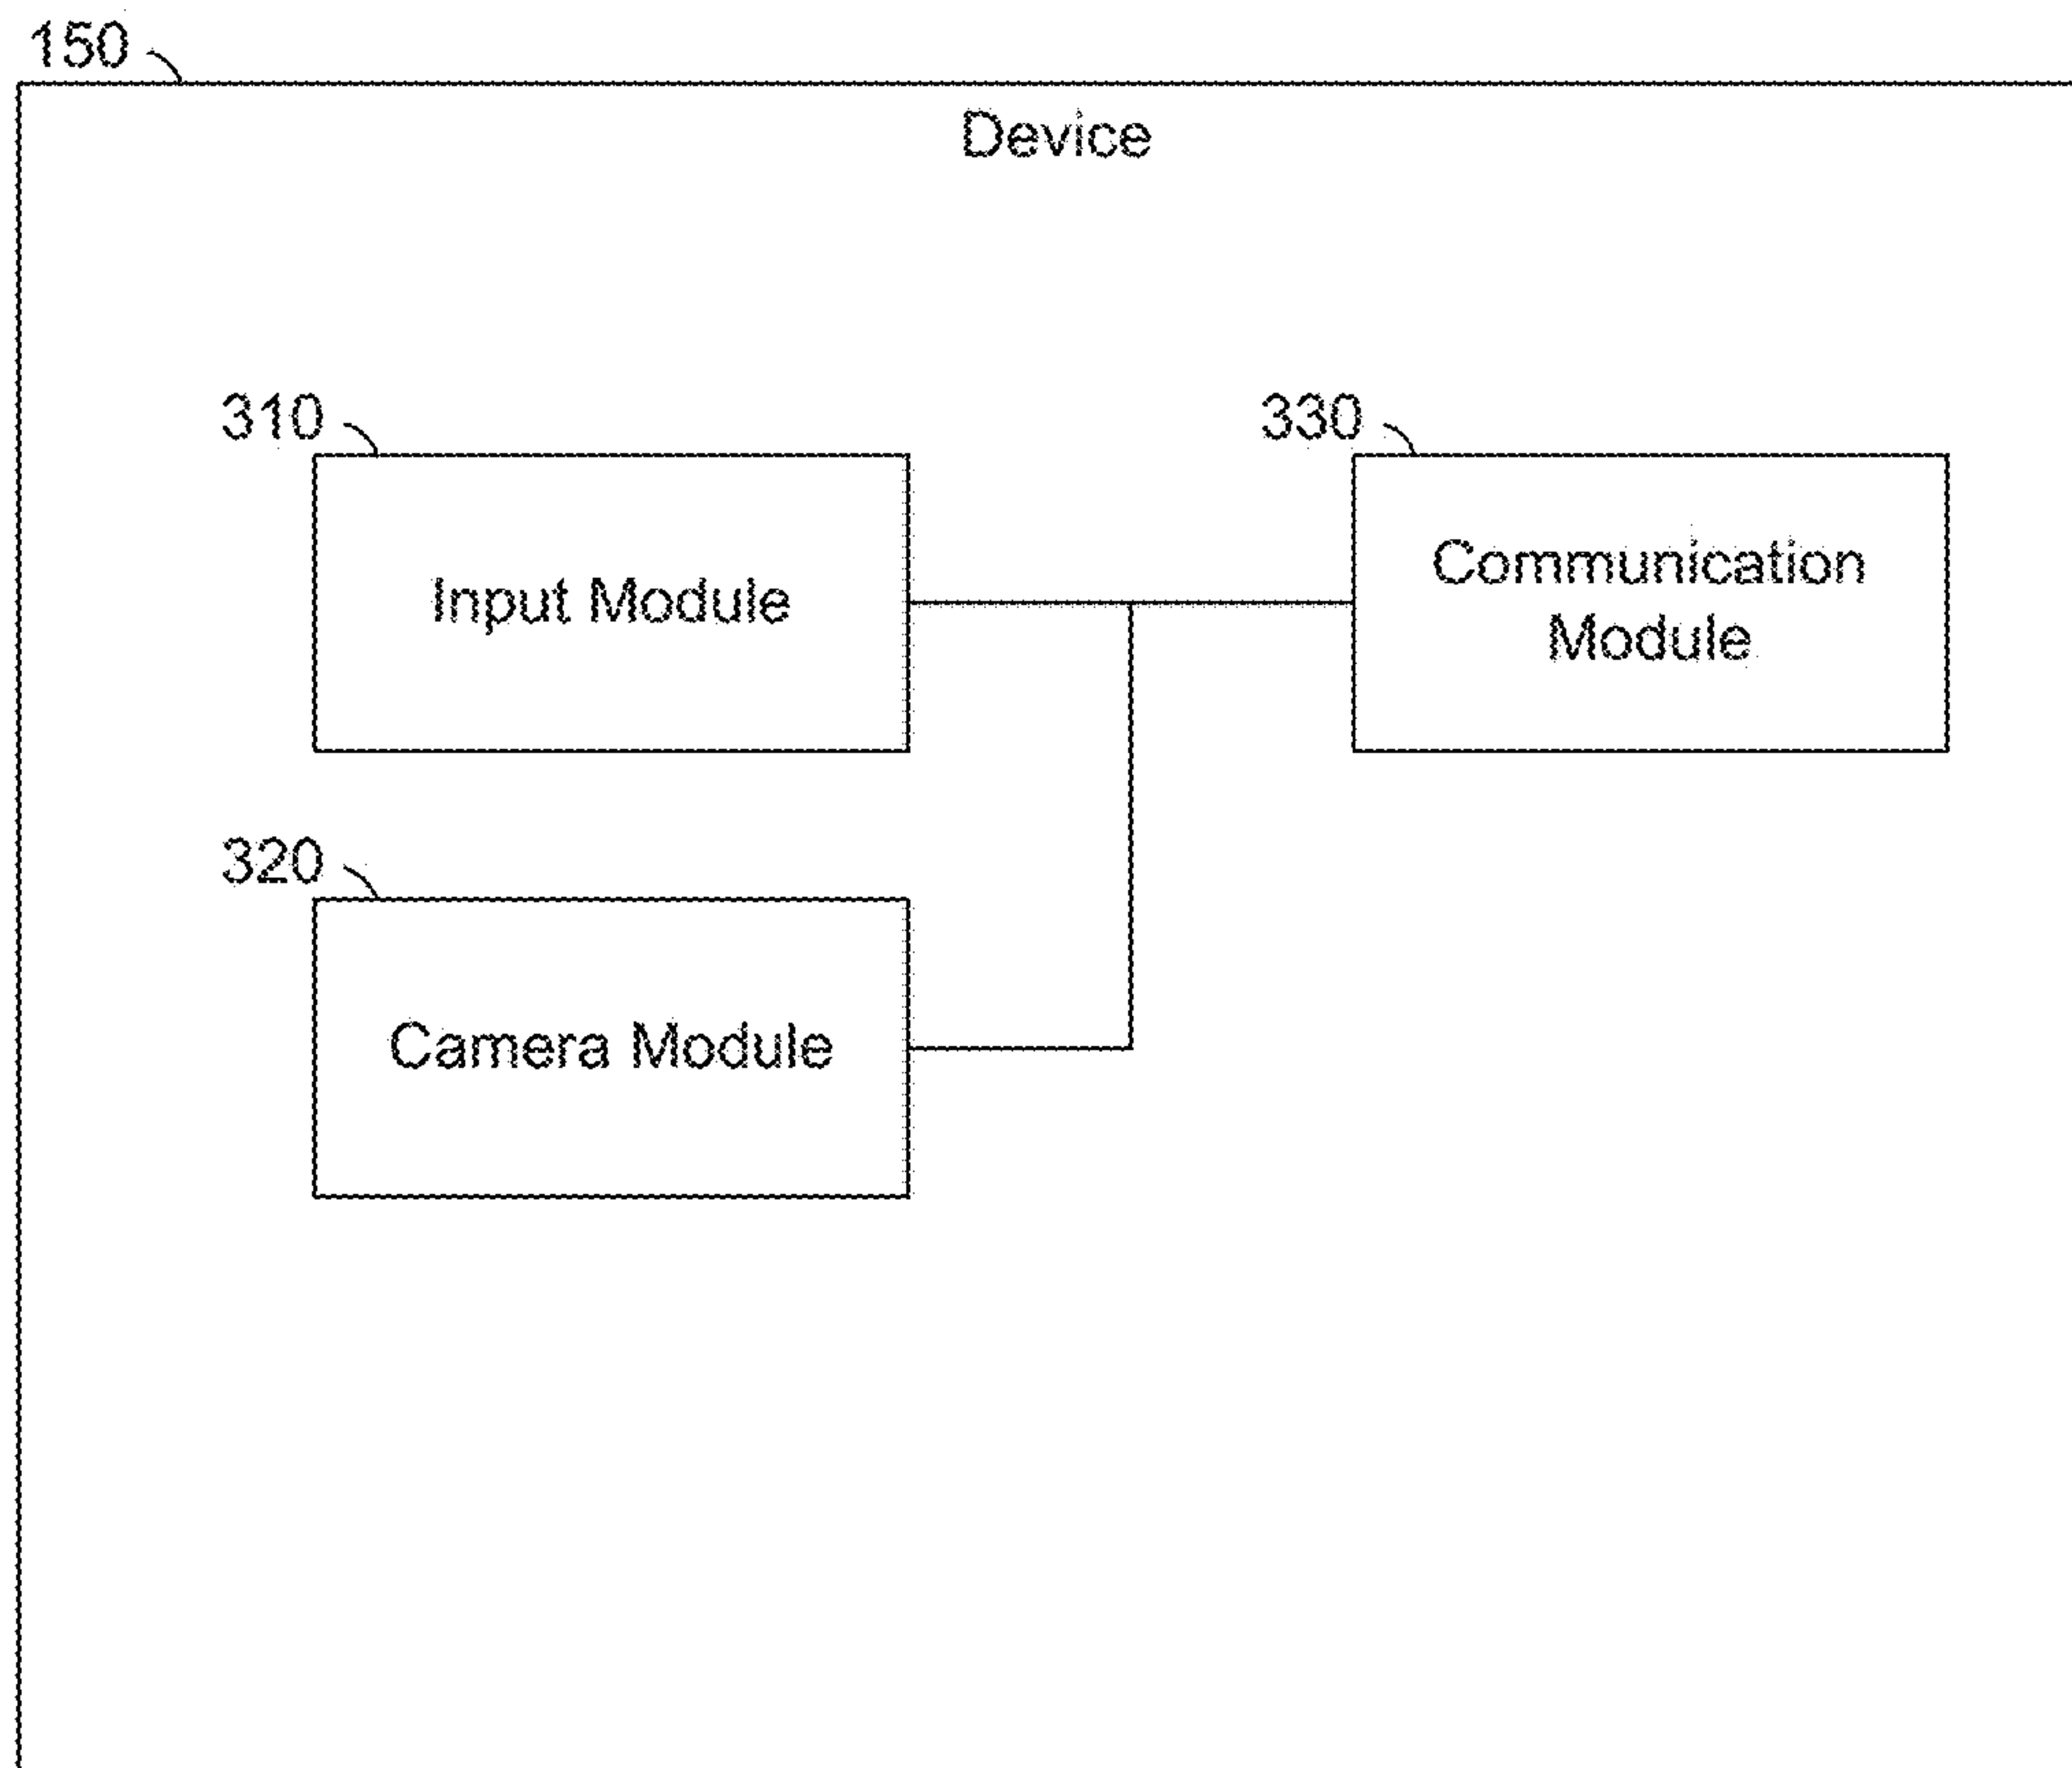 150
Device
310
Input Module
330
Communication
Module
320
Camera Module